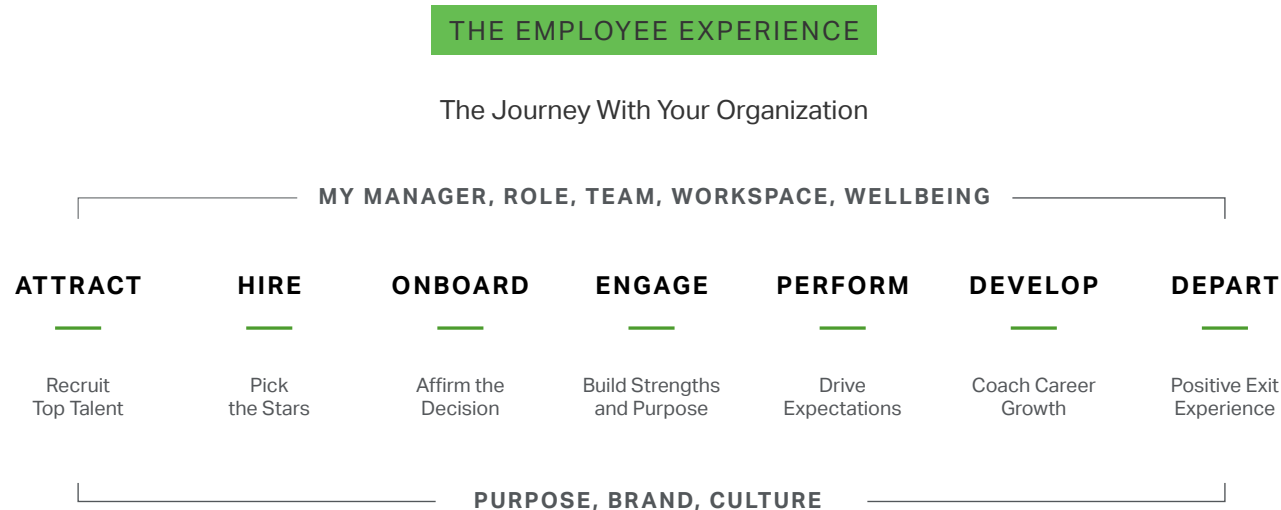 THE EMPLOYEE EXPERIENCE
The Journey With Your Organization
MY MANAGER, ROLE, TEAM, WORKSPACE, WELLBEING
ATTRACT
Recruit
Top Talent
HIRE
Pick
the Stars
ONBOARD
Affirm the
Decision
ENGAGE
Build Strengths
and Purpose
PERFORM
Drive
Expectations
DEVELOP
Coach Career
Growth
DEPART
Positive Exit
Experience
PURPOSE, BRAND, CULTURE